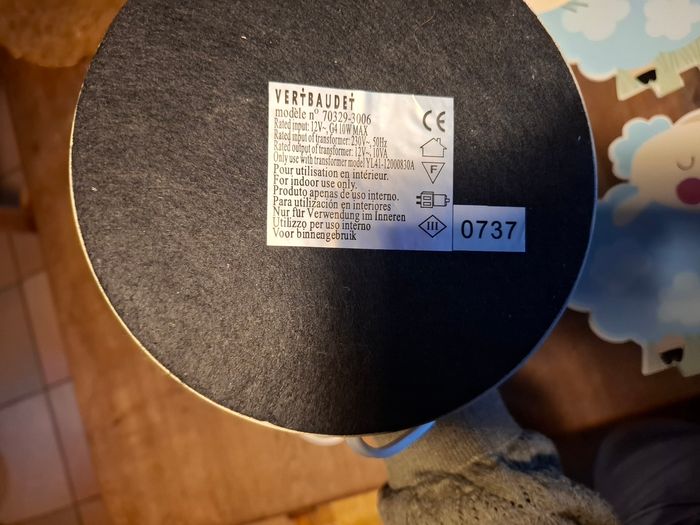 VERTBAUDET
modèle n° 70329-3006
Rated input: 12V~, G4 10W MAX
Rated input of transformer: 230V~, 50Hz
Rated output of transformer: 12V~, 10VA
Only use with transformer model YL41-12000830A
Pour utilisation en intérieur.
For indoor use only.
Produto apenas de uso interno.
Para utilización en interiores
Nur für Verwendung im Inneren
Utilizzo per uso interno
Voor binnengebruik
CE
F
III
0737